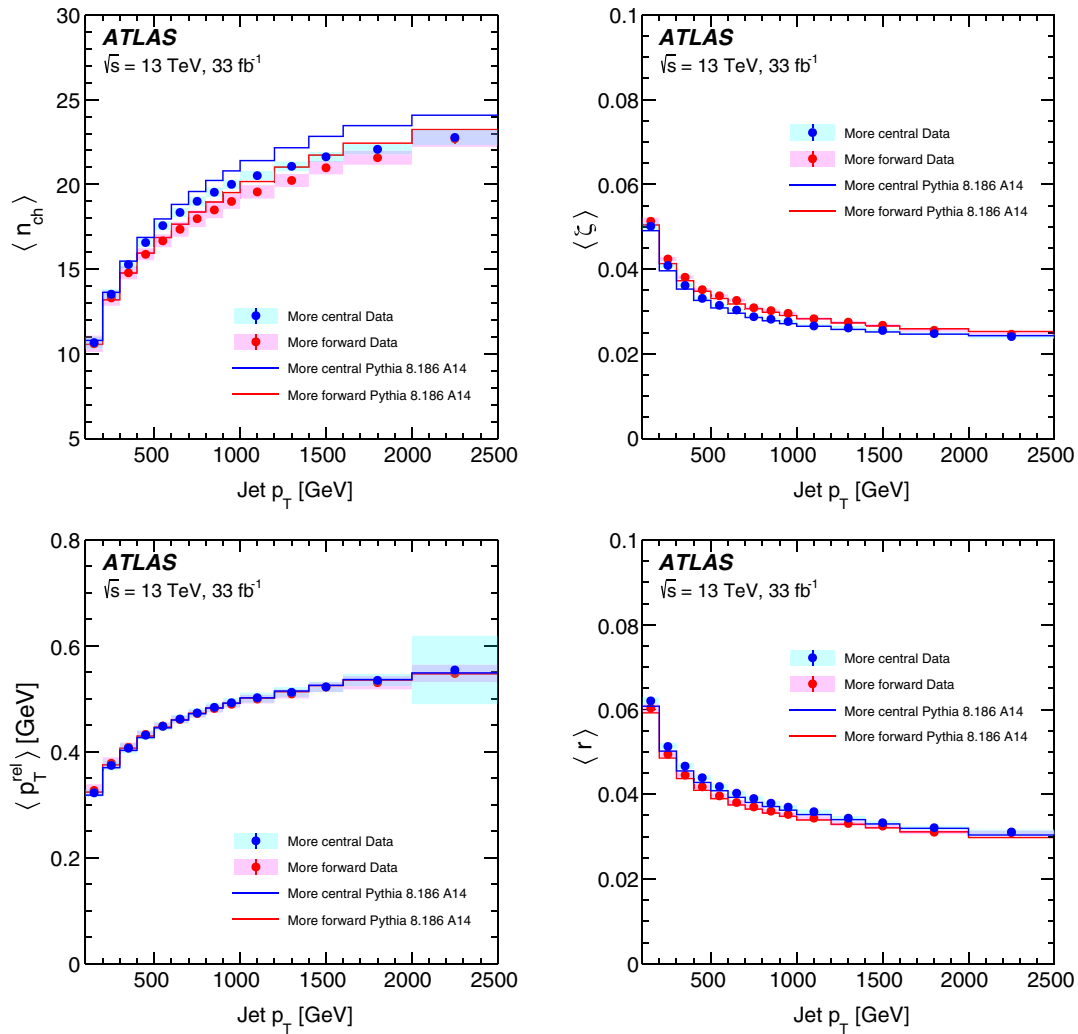 ATLAS
√s = 13 TeV, 33 fb⁻¹
⟨ n_ch ⟩
30
25
20
15
10
5
More central Data
More forward Data
More central Pythia 8.186 A14
More forward Pythia 8.186 A14
500 1000 1500 2000 2500
Jet p_T [GeV]
ATLAS
√s = 13 TeV, 33 fb⁻¹
⟨ ζ ⟩
0.1
0.08
0.06
0.04
0.02
0
More central Data
More forward Data
More central Pythia 8.186 A14
More forward Pythia 8.186 A14
500 1000 1500 2000 2500
Jet p_T [GeV]
ATLAS
√s = 13 TeV, 33 fb⁻¹
⟨ p_T^rel ⟩ [GeV]
0.8
0.6
0.4
0.2
0
More central Data
More forward Data
More central Pythia 8.186 A14
More forward Pythia 8.186 A14
500 1000 1500 2000 2500
Jet p_T [GeV]
ATLAS
√s = 13 TeV, 33 fb⁻¹
⟨ r ⟩
0.1
0.08
0.06
0.04
0.02
0
More central Data
More forward Data
More central Pythia 8.186 A14
More forward Pythia 8.186 A14
500 1000 1500 2000 2500
Jet p_T [GeV]